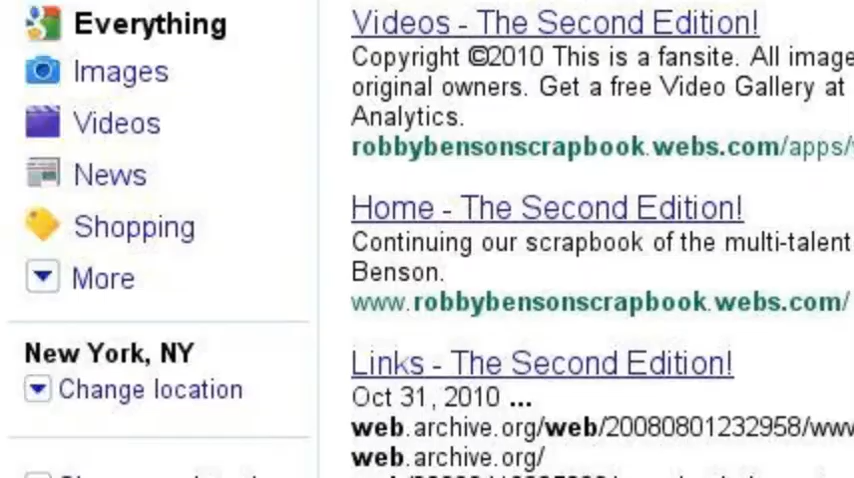 Everything
Images
Videos
News
Shopping
More
New York, NY
Change location
Videos - The Second Edition!
Copyright ©2010 This is a fansite. All image
original owners. Get a free Video Gallery at
Analytics.
robbybensonscrapbook.webs.com/apps/
Home - The Second Edition!
Continuing our scrapbook of the multi-talent
Benson.
www.robbybensonscrapbook.webs.com/
Links - The Second Edition!
Oct 31, 2010 ...
web.archive.org/web/20080801232958/www
web.archive.org/